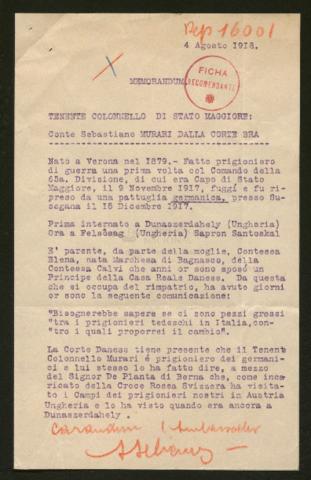 Pcp 16001
4 Agosto 1918.
FICHA
RECOMENDANTE
MEMORANDUM
TENENTE COLONNELLO DI STATO MAGGIORE:
Conte Sebastiano MURARI DALLA CORTE BRA
Nato a Verona nel 1879.- Fatto prigioniero
di guerra una prima volta col Comando della
63a. Divisione, di cui era Capo di Stato
Maggiore, il 9 Novembre 1917, fuggì e fu ri-
preso da una pattuglia germanica, presso Su-
segana il 18 Dicembre 1917.
Prima internato a Dunaszerdahely (Ungheria)
Ora a Felsöcag (Ungheria) Sapron Santoskal
E' parente, da parte della moglie, Contessa
Elena, nata Marchesa di Bagnasco, della
Contessa Calvi che anni or sono sposò un
Principe della Casa Reale Danese. Da questa
che si occupa del rimpatrio, ha avuto giorni
or sono la seguente comunicazione:
"Bisognerebbe sapere se ci sono pezzi grossi
"tra i prigionieri tedeschi in Italia,con-
"tro i quali proporrei il cambio".
La Corte Danese tiene presente che il Tenent
Colonnello Murari é prigioniero dei germani-
ci e lui stesso lo ha fatto dire, a mezzo
del Signor De Planta di Berna che, come inca
ricato della Croce Rossa Svizzera ha visita-
to i Campi dei prigionieri nostri in Austria
Ungheria e lo ha visto quando era ancora a
Dunaszerdahely .